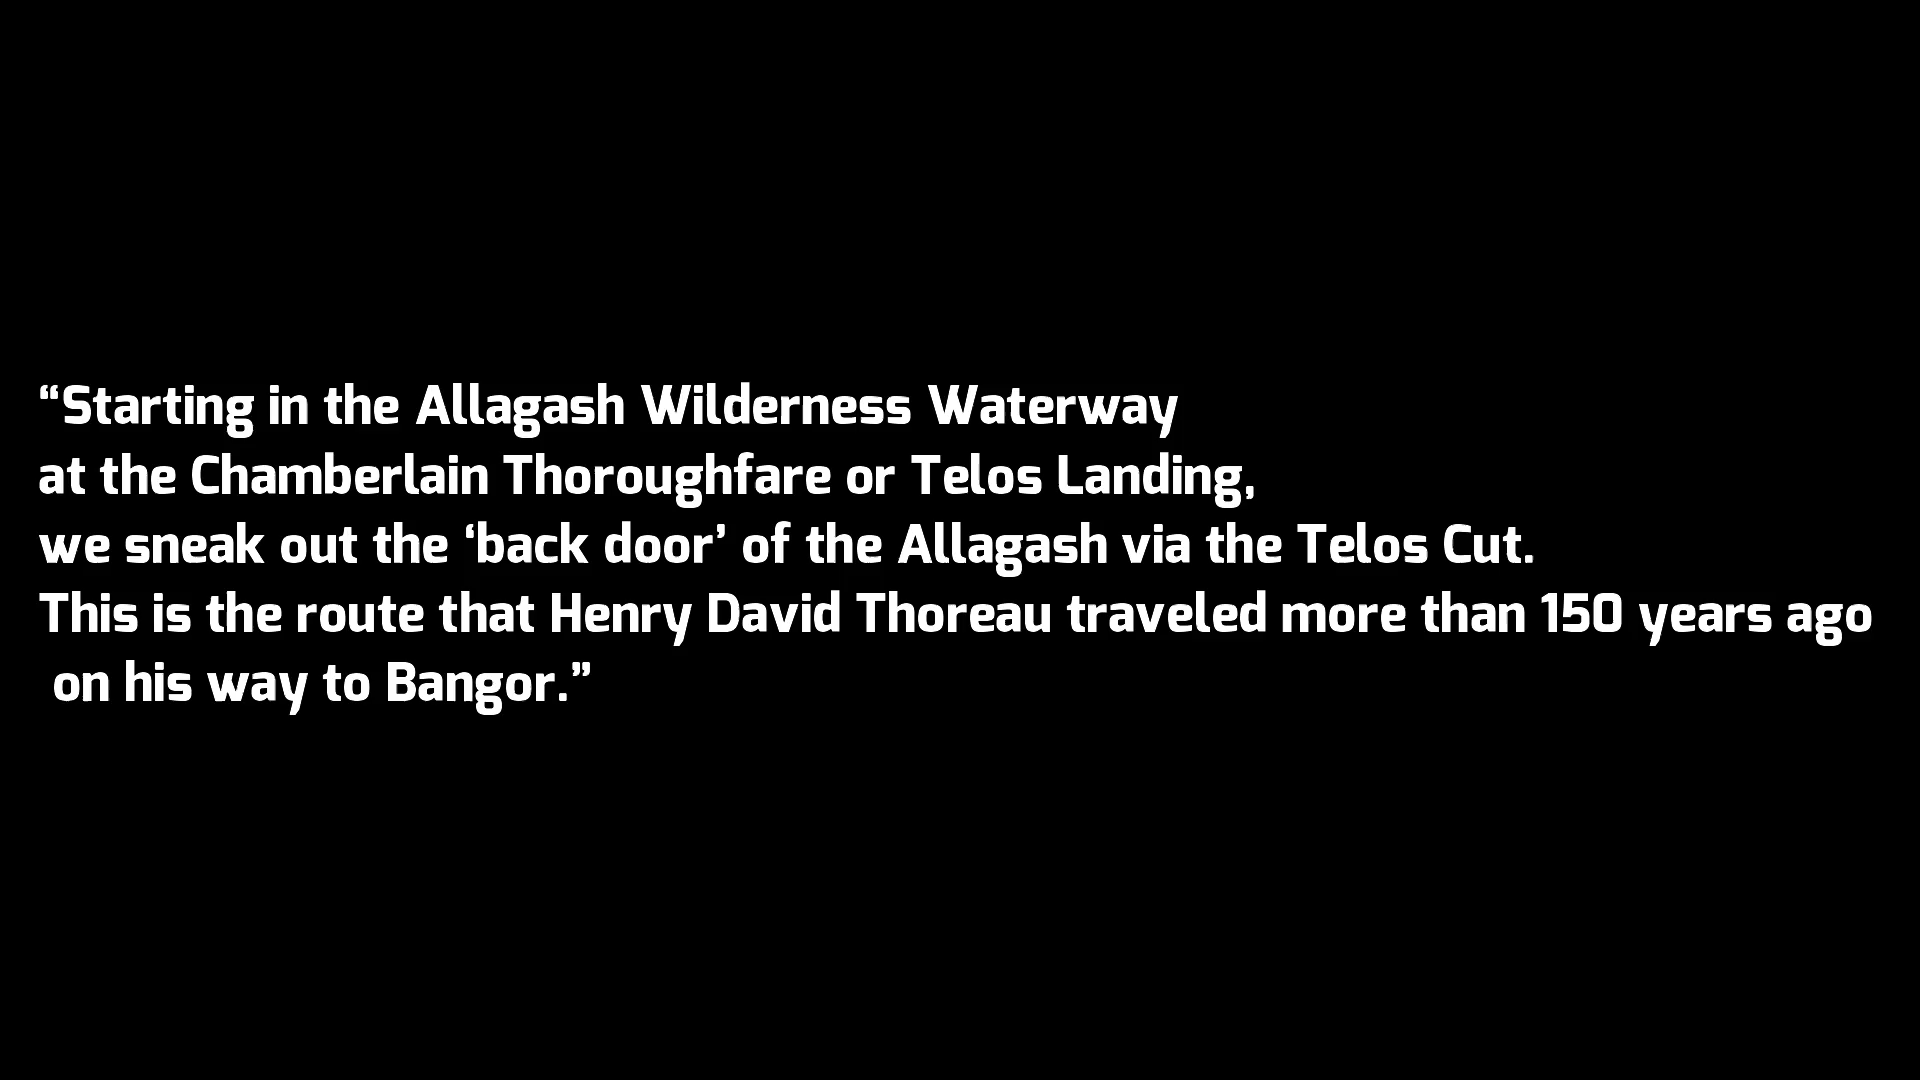 “Starting in the Allagash Wilderness Waterway
at the Chamberlain Thoroughfare or Telos Landing,
we sneak out the ‘back door’ of the Allagash via the Telos Cut.
This is the route that Henry David Thoreau traveled more than 150 years ago
on his way to Bangor.”